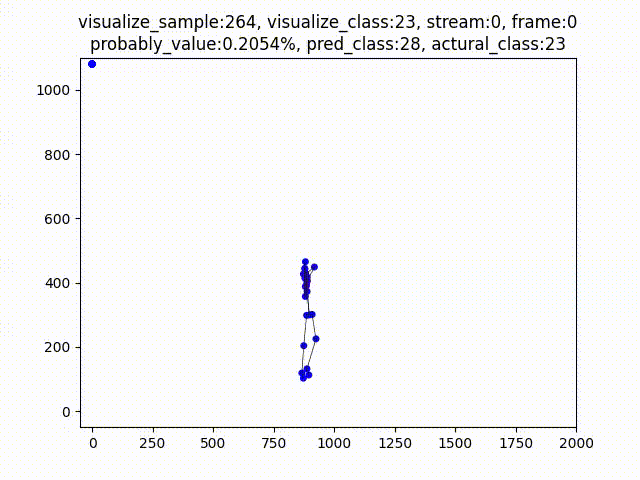 visualize_sample:264, visualize_class:23, stream:0, frame:0
probably_value:0.2054%, pred_class:28, actural_class:23
1000
800
600
400
200
0
0 250 500 750 1000 1250 1500 1750 2000